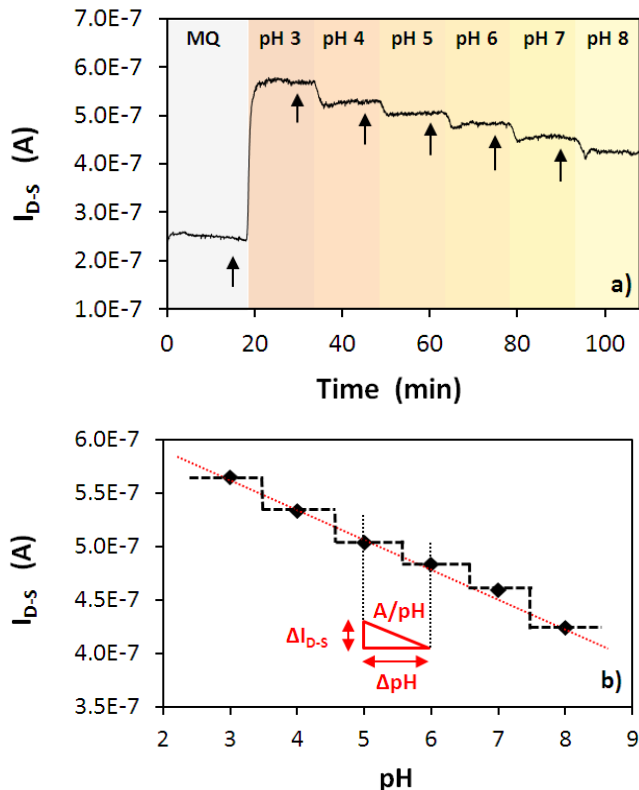 MQ pH 3 pH 4 pH 5 pH 6 pH 7 pH 8
7.0E-7
6.0E-7
5.0E-7
4.0E-7
3.0E-7
2.0E-7
1.0E-7
I_D-S (A)
a)
0 20 40 60 80 100
Time (min)
6.0E-7
5.5E-7
5.0E-7
4.5E-7
4.0E-7
3.5E-7
I_D-S (A)
A/pH
ΔI_D-S
ΔpH
b)
2 3 4 5 6 7 8 9
pH